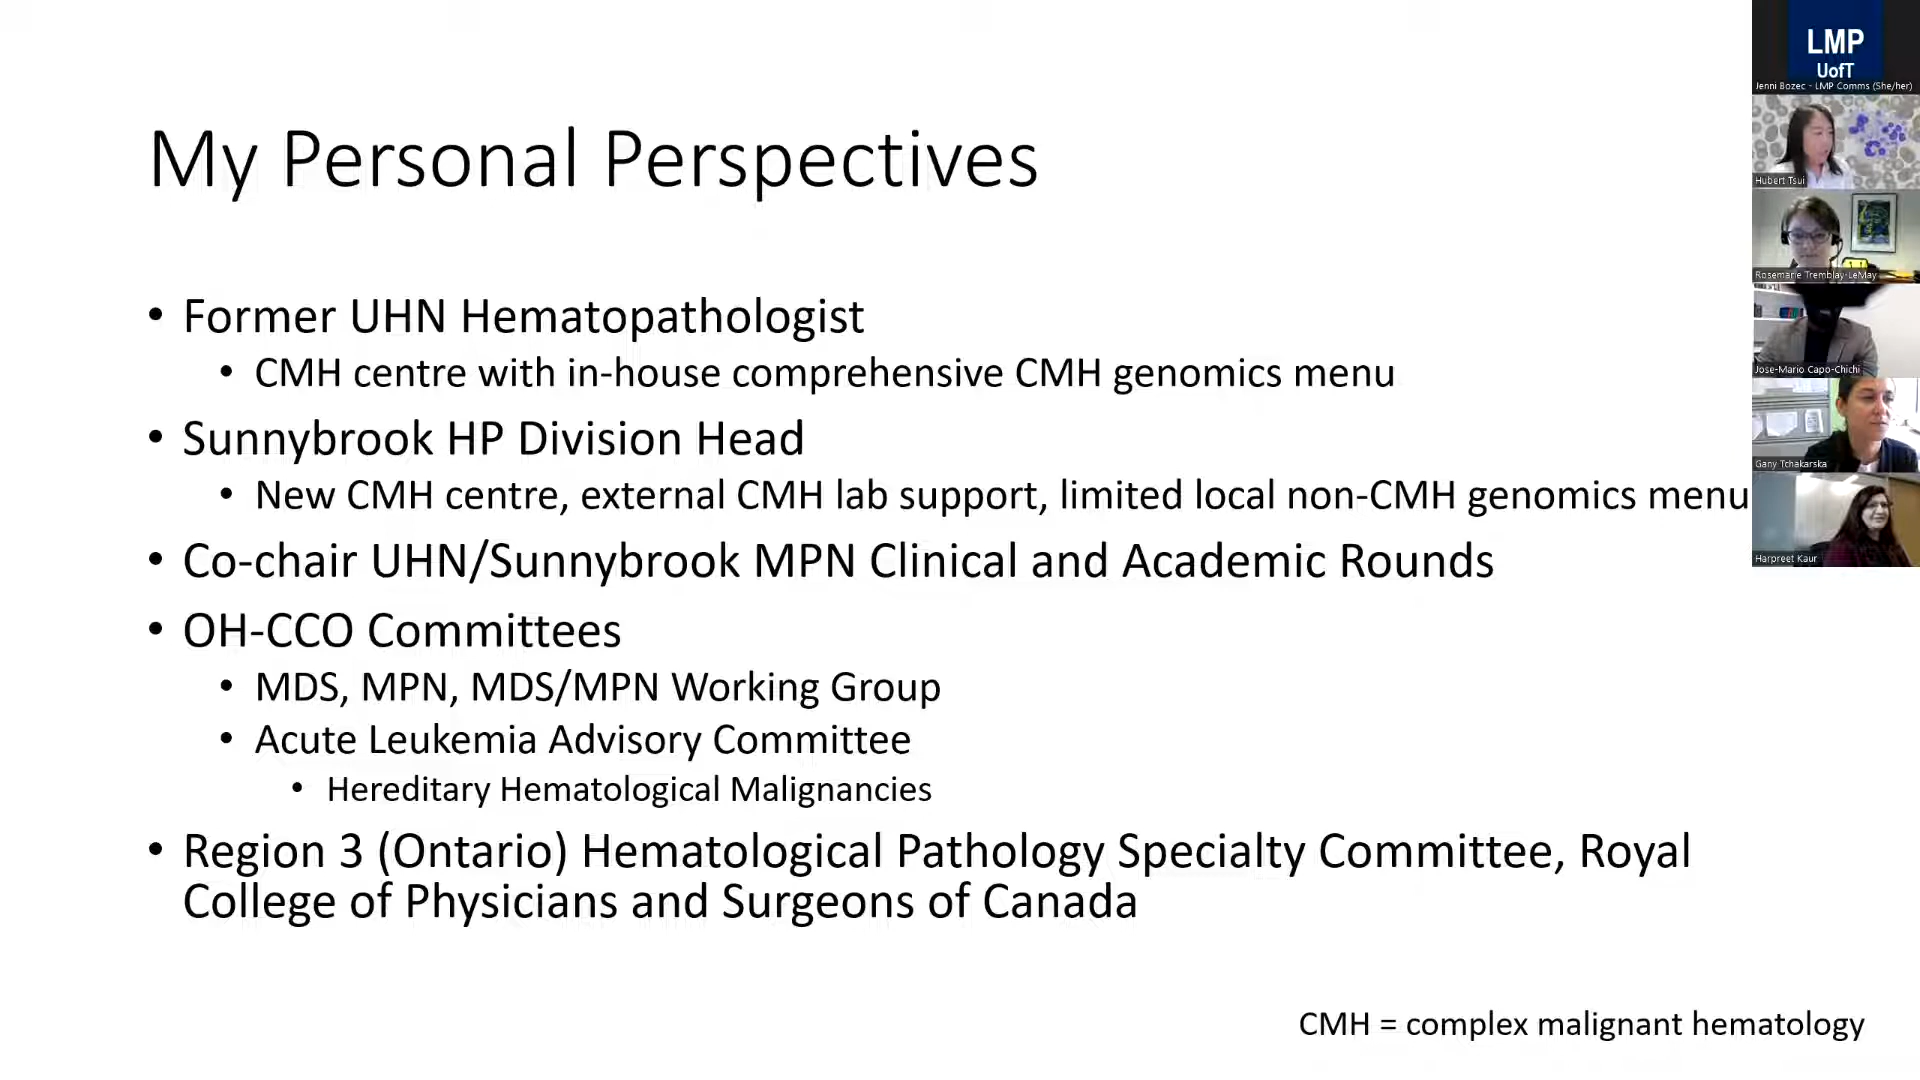 My Personal Perspectives
• Former UHN Hematopathologist
• CMH centre with in-house comprehensive CMH genomics menu
• Sunnybrook HP Division Head
• New CMH centre, external CMH lab support, limited local non-CMH genomics menu
• Co-chair UHN/Sunnybrook MPN Clinical and Academic Rounds
• OH-CCO Committees
• MDS, MPN, MDS/MPN Working Group
• Acute Leukemia Advisory Committee
• Hereditary Hematological Malignancies
• Region 3 (Ontario) Hematological Pathology Specialty Committee, Royal
College of Physicians and Surgeons of Canada
CMH = complex malignant hematology
LMP
UofT
Jenni Bozec - LMP Comms (She/her)
Hubert Tsui
Rosemarie Tremblay-LeMay
Jose-Mario Capo-Chichi
Gany Tchakarska
Harpreet Kaur